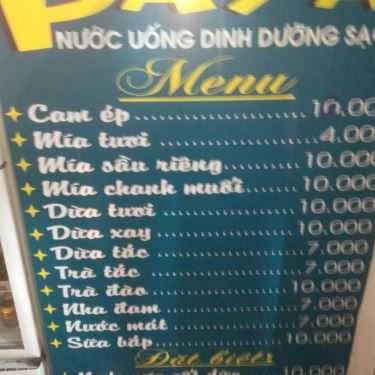 NƯỚC UỐNG DINH DƯỠNG SẠ
Menu
Cam ép 10.00
Mía tươi 4.00
Mía sầu riêng 10.000
Mía chanh muối 10.000
Dừa tươi 10.000
Dừa xay 10.000
Dừa tắc 7.000
Trà tắc 7.000
Trà đào 10.000
Nha đam 7.000
Nước mát 7.000
Sữa bắp 10.000
Đặt biệt:
10.000